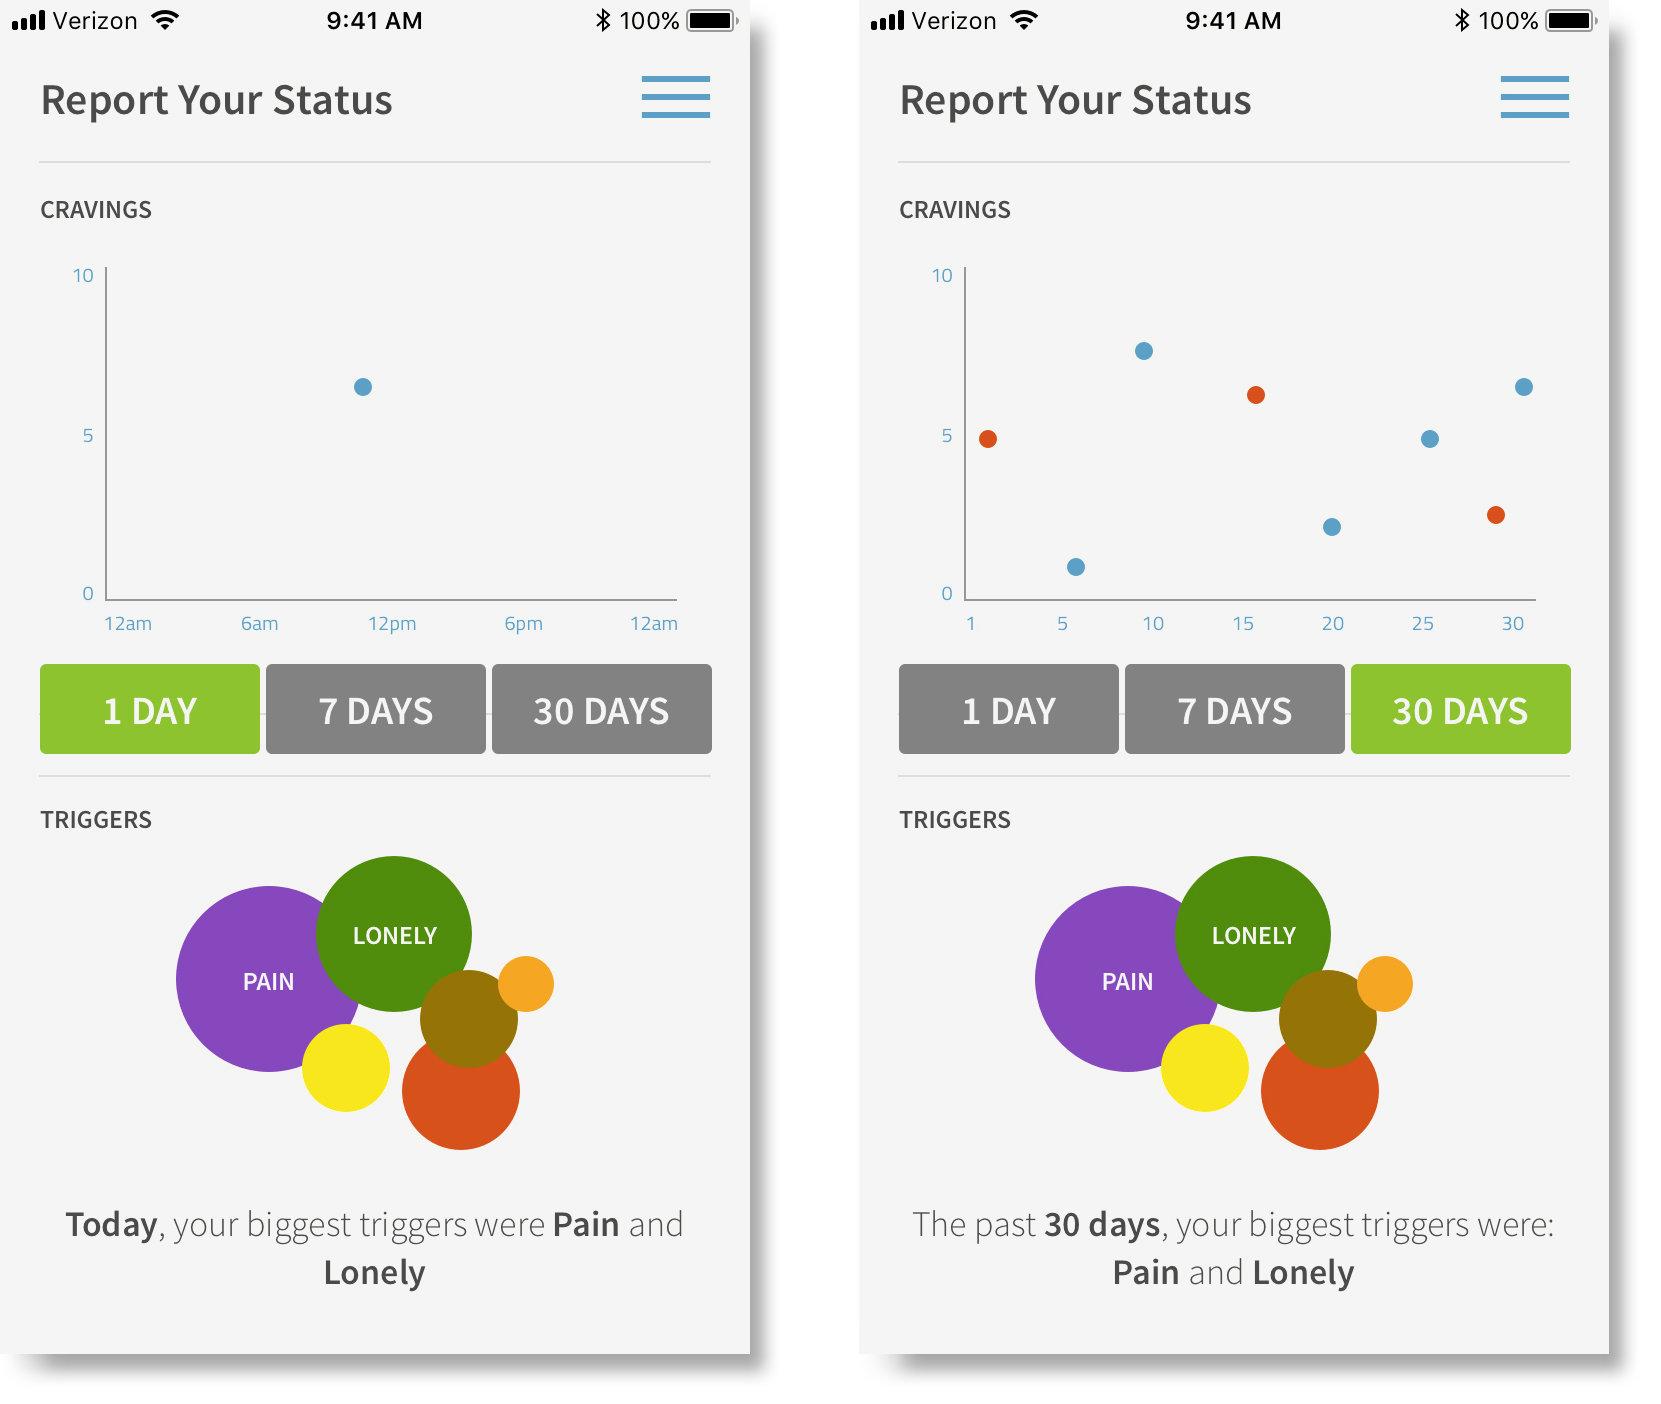 Verizon 9:41 AM 100%
Report Your Status
CRAVINGS
10
5
0
12am 6am 12pm 6pm 12am
1 DAY 7 DAYS 30 DAYS
TRIGGERS
LONELY
PAIN
Today, your biggest triggers were Pain and
Lonely
Verizon 9:41 AM 100%
Report Your Status
CRAVINGS
10
5
0
1 5 10 15 20 25 30
1 DAY 7 DAYS 30 DAYS
TRIGGERS
LONELY
PAIN
The past 30 days, your biggest triggers were:
Pain and Lonely